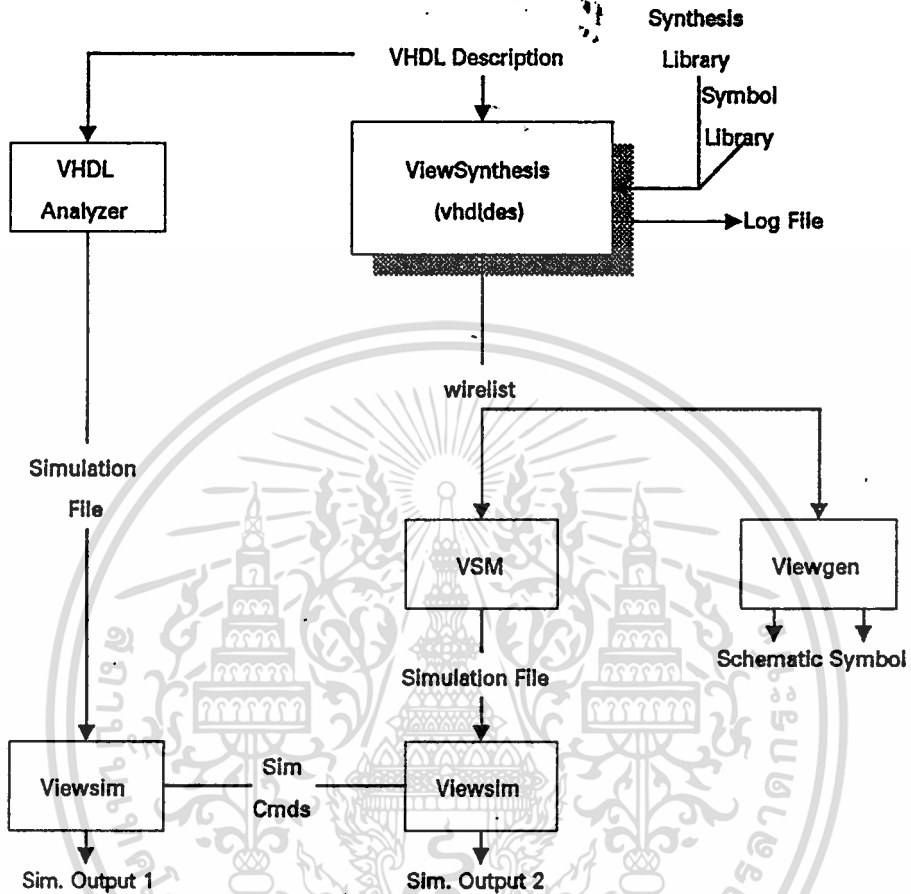 Synthesis
Library
VHDL Description
Symbol
Library
VHDL
Analyzer
ViewSynthesis
(vhdldes)
Log File
wirelist
Simulation
File
VSM
Viewgen
Schematic Symbol
Simulation File
Viewsim
Sim
Cmds
Viewsim
Sim. Output 1
Sim. Output 2